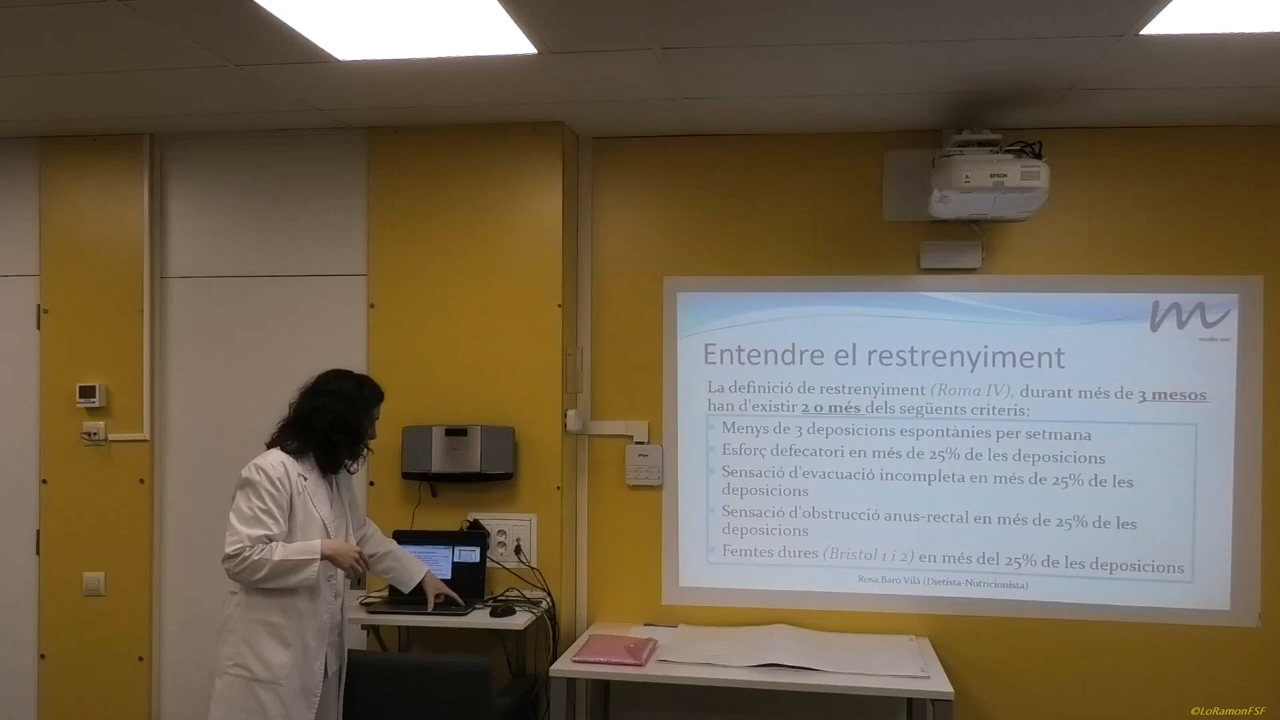 EPSON
Entendre el restrenyiment
La definició de restrenyiment (Roma IV), durant més de 3 mesos
han d'existir 2 o més dels següents criteris:
Menys de 3 deposicions espontànies per setmana
Esforç defecatori en més de 25% de les deposicions
Sensació d'evacuació incompleta en més de 25% de les
deposicions
Sensació d'obstrucció anus-rectal en més de 25% de les
deposicions
Femtes dures (Bristol 1 i 2) en més del 25% de les deposicions
Rosa Baró Vilà (Dietista-Nutricionista)
©LoRamonFSF